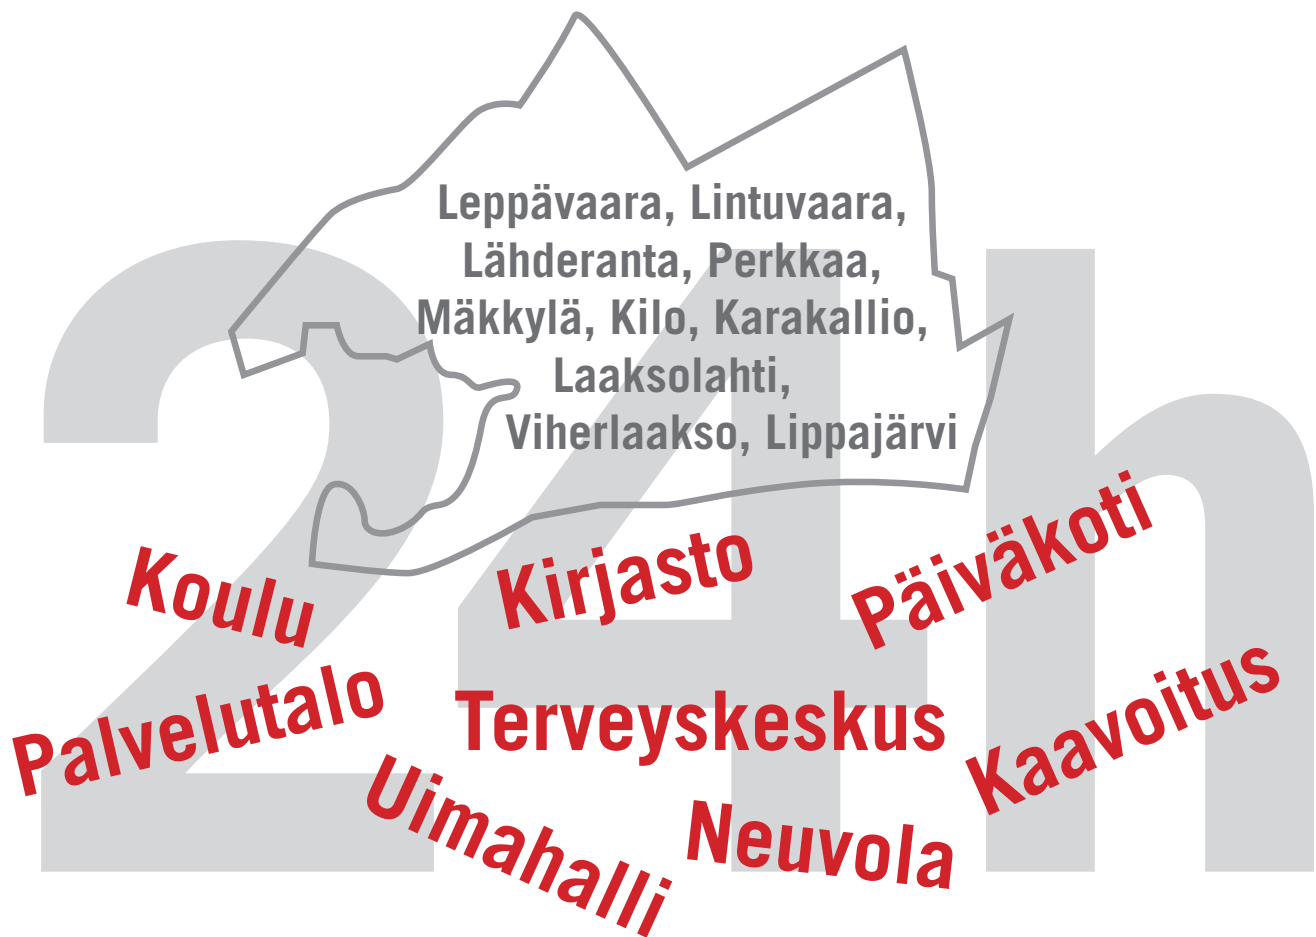 Leppävaara, Lintuvaara,
Lähderanta, Perkkaa,
Mäkkylä, Kilo, Karakallio,
Laaksolahti,
Viherlaakso, Lippajärvi
24h
Koulu
Kirjasto
Päiväkoti
Palvelutalo
Terveyskeskus
Kaavoitus
Uimahalli
Neuvola